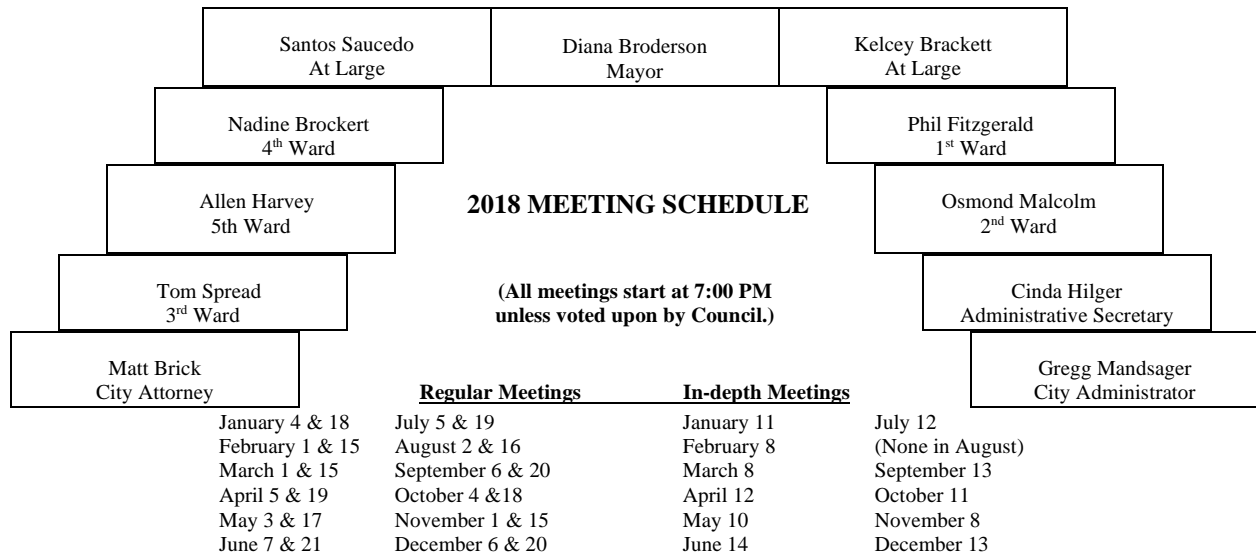 Santos Saucedo
At Large
Diana Broderson
Mayor
Kelcey Brackett
At Large
Nadine Brockert
4th Ward
Phil Fitzgerald
1st Ward
Allen Harvey
5th Ward
2018 MEETING SCHEDULE
Osmond Malcolm
2nd Ward
Tom Spread
3rd Ward
(All meetings start at 7:00 PM
unless voted upon by Council.)
Cinda Hilger
Administrative Secretary
Matt Brick
City Attorney
Gregg Mandsager
City Administrator
Regular Meetings In-depth Meetings
January 4 & 18 July 5 & 19 January 11 July 12
February 1 & 15 August 2 & 16 February 8 (None in August)
March 1 & 15 September 6 & 20 March 8 September 13
April 5 & 19 October 4 &18 April 12 October 11
May 3 & 17 November 1 & 15 May 10 November 8
June 7 & 21 December 6 & 20 June 14 December 13